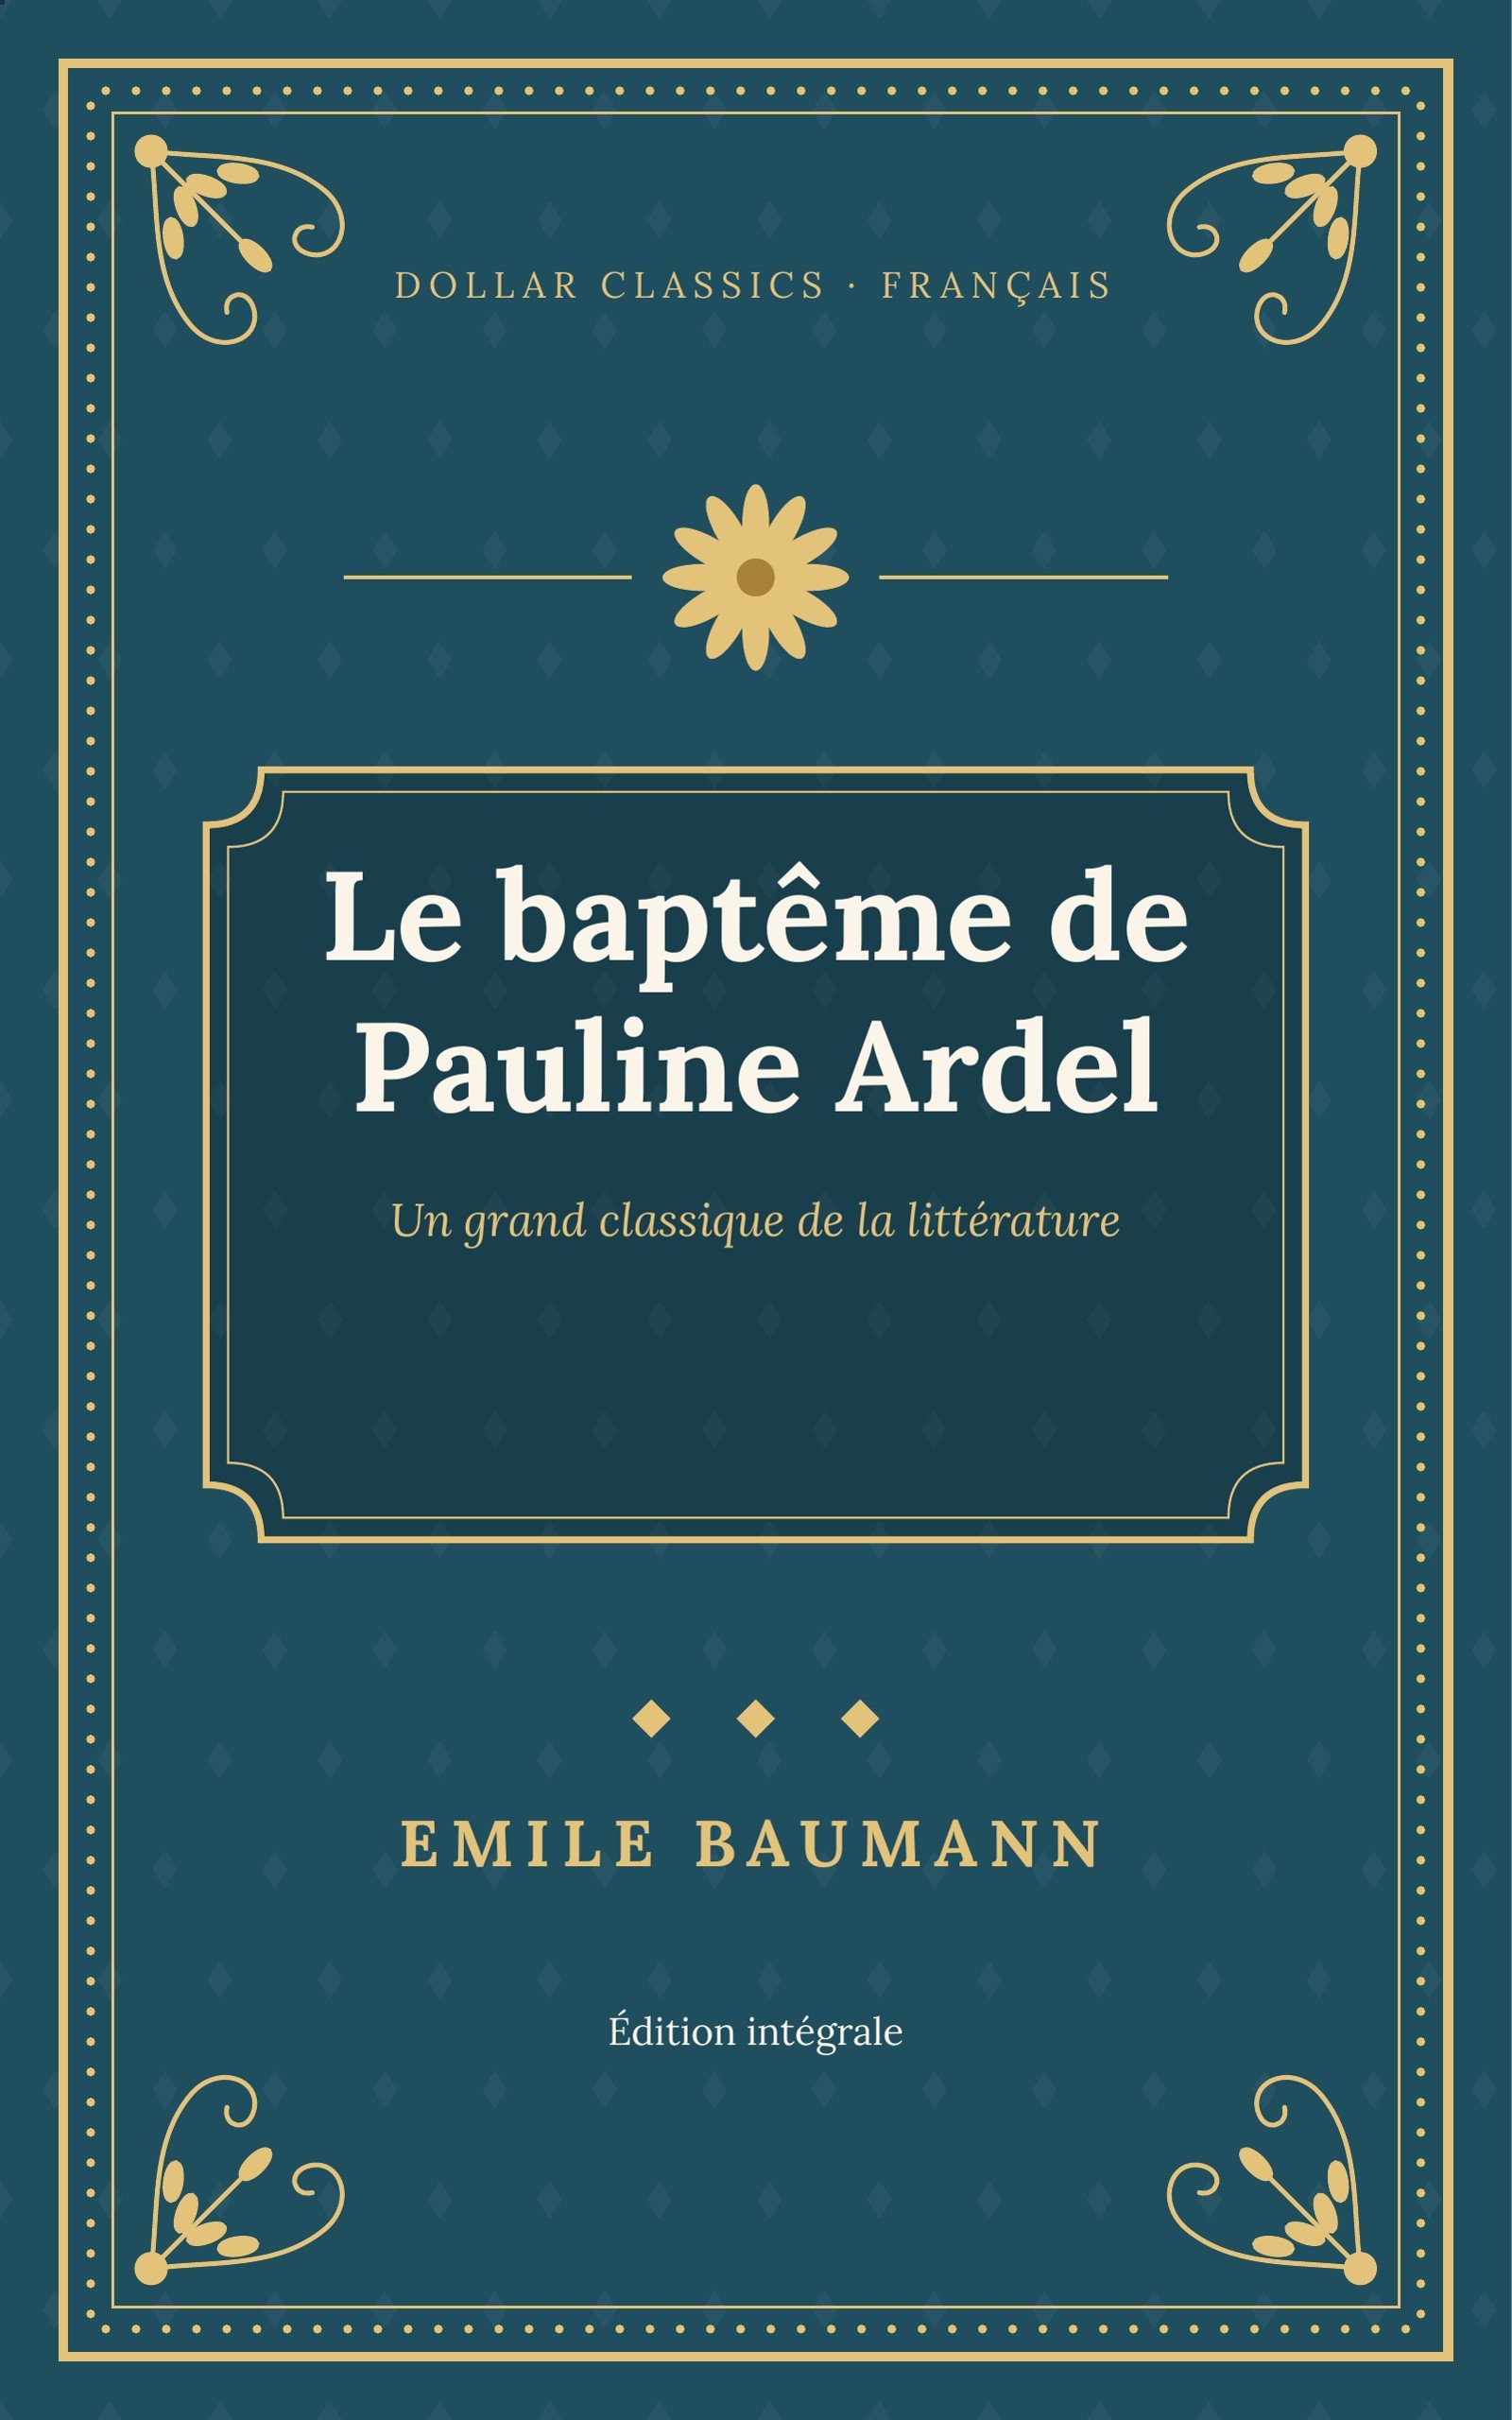 DOLLAR CLASSICS · FRANÇAIS
Le baptême de
Pauline Ardel
Un grand classique de la littérature
EMILE BAUMANN
Édition intégrale